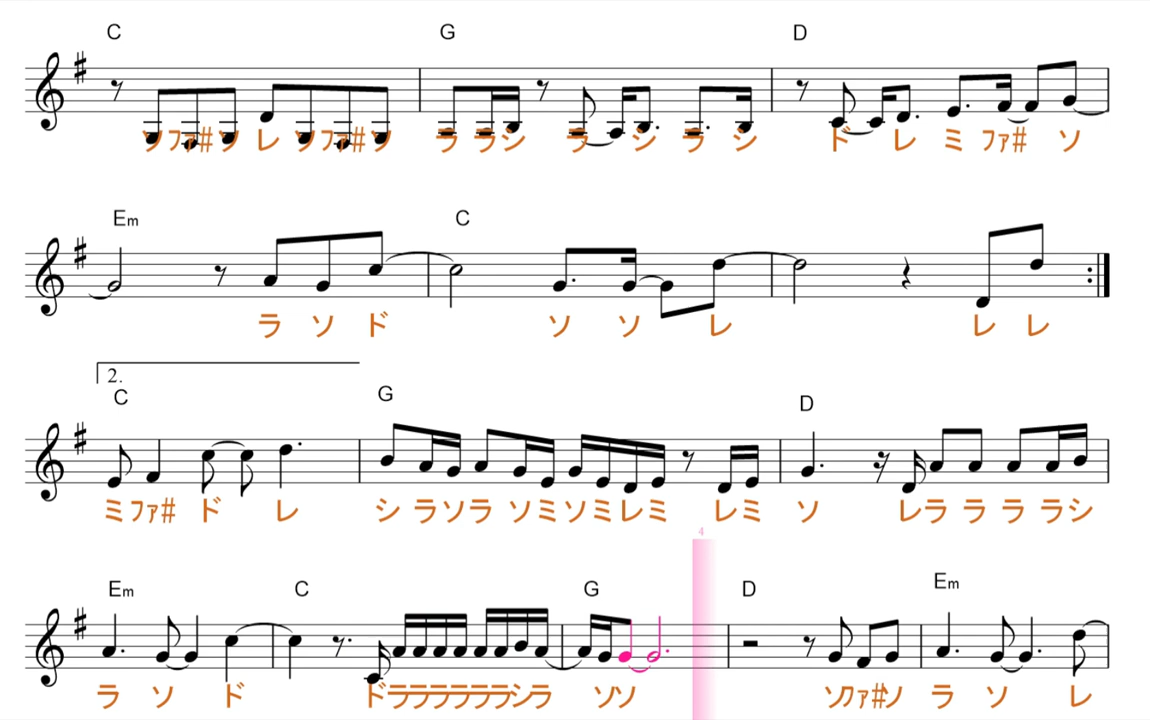 C G D
ソファ#ソ レ ソファ#ソ ラ ラシ ラ シ ラ シ ド レ ミ ファ# ソ
Em C
ラ ソ ド ソ ソ レ レ レ
2.
C G D
ミファ# ド レ シ ラソラ ソミソミレミ レミ ソ レラ ラ ラ ラシ
4
Em C G D Em
ラ ソ ド ドララララララシラ ソソ ソファ#ソ ラ ソ レ